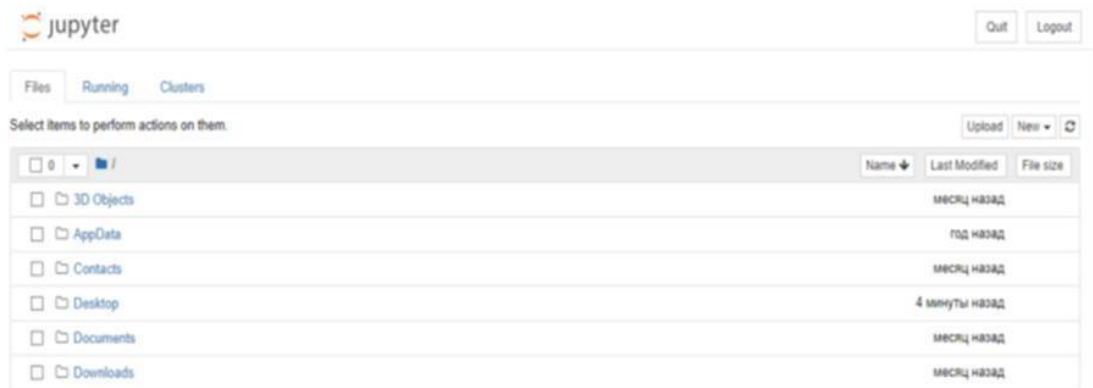 jupyter Quit Logout
Files Running Clusters
Select items to perform actions on them. Upload New
0 / Name Last Modified File size
3D Objects месяц назад
AppData год назад
Contacts месяц назад
Desktop 4 минуты назад
Documents месяц назад
Downloads месяц назад